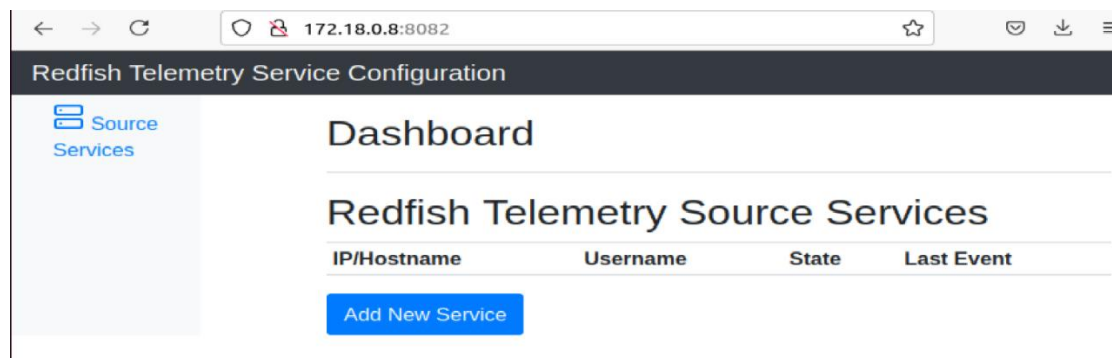 172.18.0.8:8082
Redfish Telemetry Service Configuration
Source
Services
Dashboard
Redfish Telemetry Source Services
IP/Hostname Username State Last Event
Add New Service